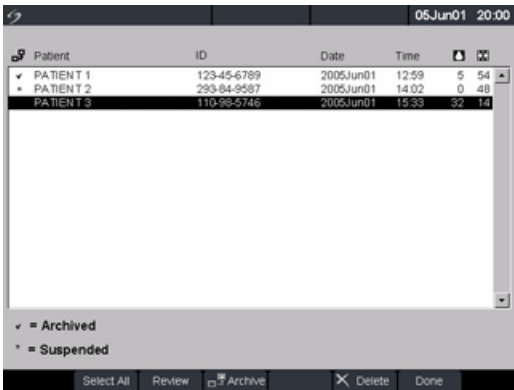 05Jun01 20:00
Patient ID Date Time
✓ PATIENT 1 123-45-6789 2005Jun01 12:59 5 54
* PATIENT 2 293-84-9587 2005Jun01 14:02 0 48
PATIENT 3 110-98-5746 2005Jun01 15:33 32 14
✓ = Archived
* = Suspended
Select All Review Archive Delete Done